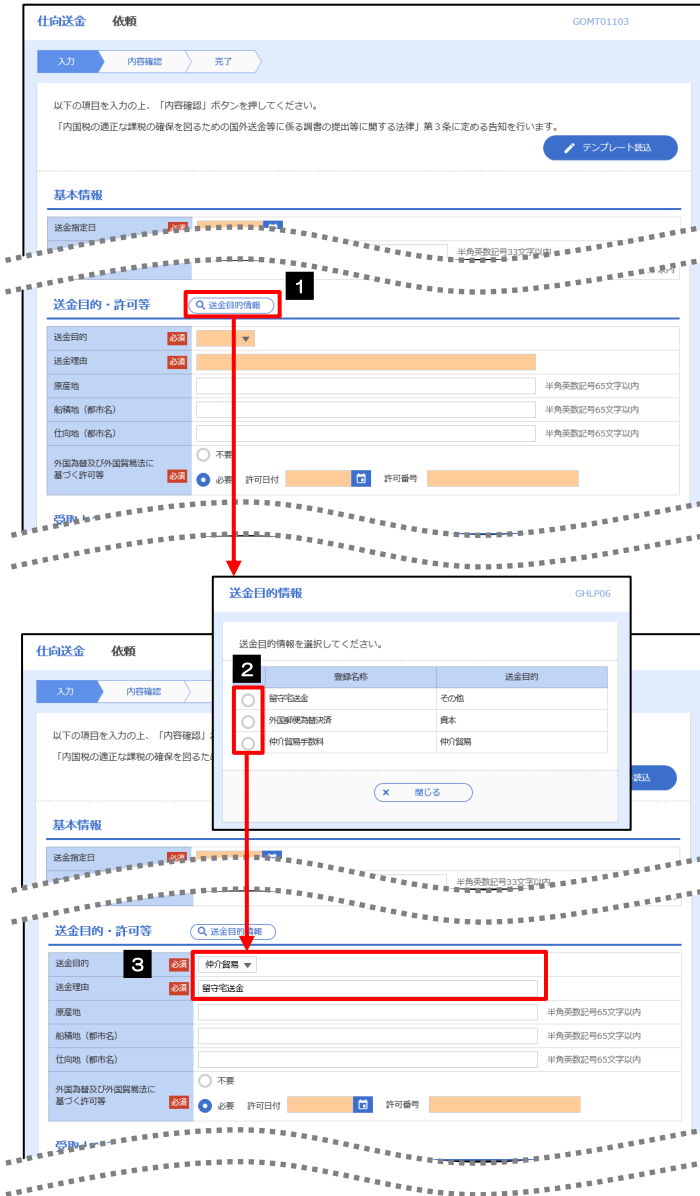 仕向送金 依頼 GOMT01103
入力 内容確認 完了
以下の項目を入力の上、「内容確認」ボタンを押してください。
「内国税の適正な課税の確保を図るための国外送金等に係る調書の提出等に関する法律」第3条に定める告知を行います。
テンプレート読込
基本情報
送金指定日 必須
半角英数記号33文字以内
1
送金目的・許可等 送金目的情報
送金目的 必須
送金理由 必須
原産地 半角英数記号65文字以内
船積地（都市名） 半角英数記号65文字以内
仕向地（都市名） 半角英数記号65文字以内
不要
外国為替及び外国貿易法に
基づく許可等 必須 必要 許可日付 許可番号
送金目的情報 GHLP06
送金目的情報を選択してください。
2
登録名称 送金目的
留守宅送金 その他
外国郵便為替決済 資本
仲介貿易手数料 仲介貿易
× 閉じる
仕向送金 依頼
入力 内容確認
以下の項目を入力の上、「内容確認」
「内国税の適正な課税の確保を図るため
読込
基本情報
送金指定日 必須
半角英数記号33文字以内
送金目的・許可等 送金目的情報
3
送金目的 必須 仲介貿易
送金理由 必須 留守宅送金
原産地 半角英数記号65文字以内
船積地（都市名） 半角英数記号65文字以内
仕向地（都市名） 半角英数記号65文字以内
不要
外国為替及び外国貿易法に
基づく許可等 必須 必要 許可日付 許可番号